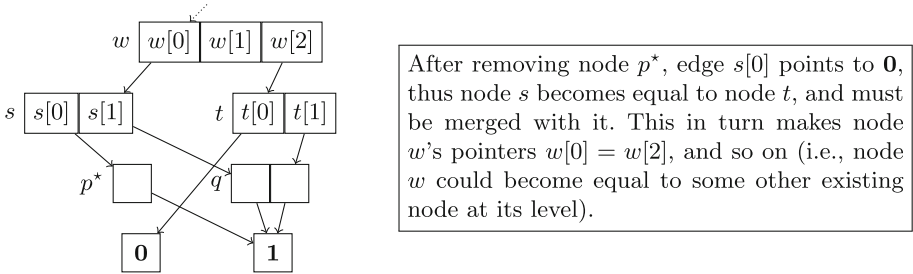 w w[0] w[1] w[2]
s s[0] s[1] t t[0] t[1]
p⋆ q
0 1
After removing node p⋆, edge s[0] points to 0,
thus node s becomes equal to node t, and must
be merged with it. This in turn makes node
w's pointers w[0] = w[2], and so on (i.e., node
w could become equal to some other existing
node at its level).